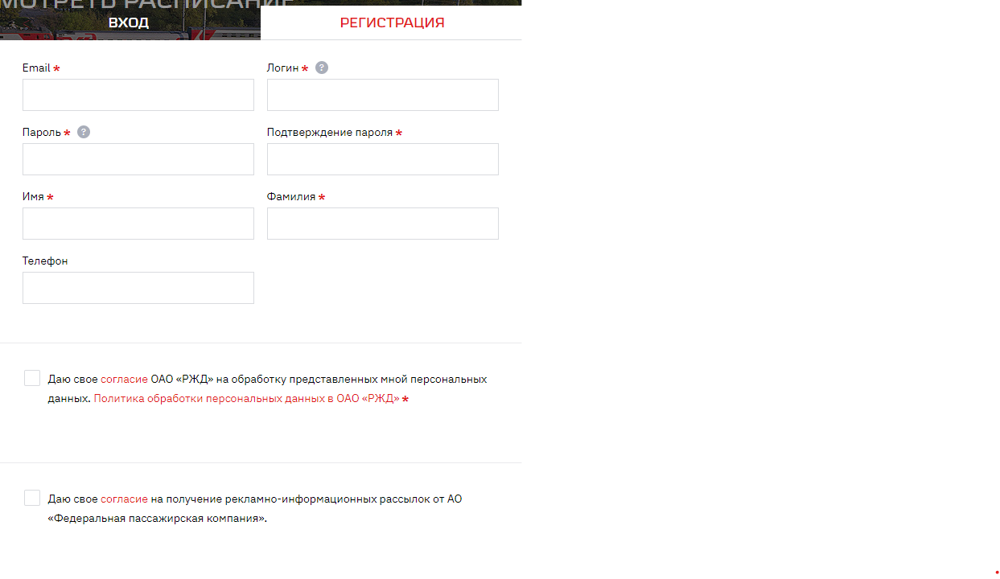 МОТРЕТЬ РАСПИСАНИЕ
ВХОД РЕГИСТРАЦИЯ
Email * Логин * ?
Пароль * ? Подтверждение пароля *
Имя * Фамилия *
Телефон
Даю свое согласие ОАО «РЖД» на обработку представленных мной персональных
данных. Политика обработки персональных данных в ОАО «РЖД» *
Даю свое согласие на получение рекламно-информационных рассылок от АО
«Федеральная пассажирская компания».